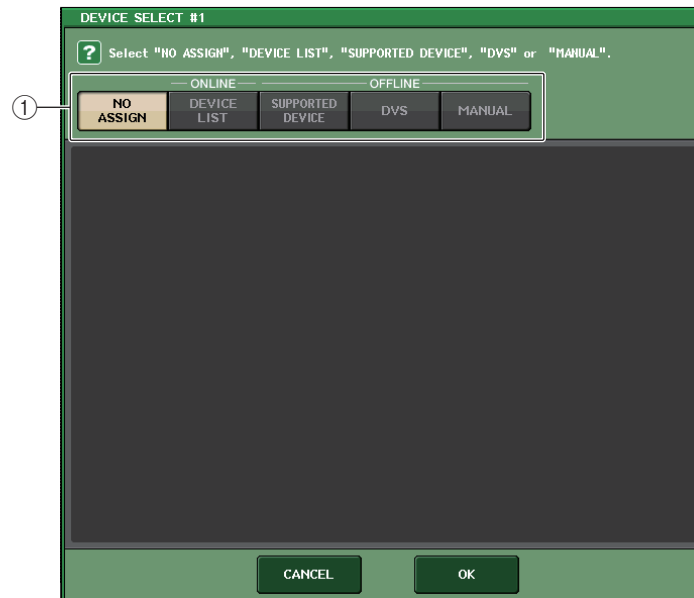 DEVICE SELECT #1
? Select "NO ASSIGN", "DEVICE LIST", "SUPPORTED DEVICE", "DVS" or "MANUAL".
ONLINE OFFLINE
①
NO ASSIGN
DEVICE LIST
SUPPORTED DEVICE
DVS
MANUAL
CANCEL OK